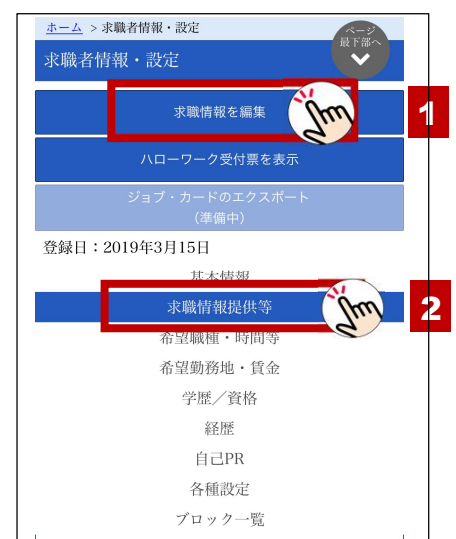 ホーム > 求職者情報・設定
ページ
最下部へ
求職者情報・設定
求職情報を編集
1
ハローワーク受付票を表示
ジョブ・カードのエクスポート
（準備中）
登録日：2019年3月15日
基本情報
求職情報提供等
2
希望職種・時間等
希望勤務地・賃金
学歴／資格
経歴
自己PR
各種設定
ブロック一覧